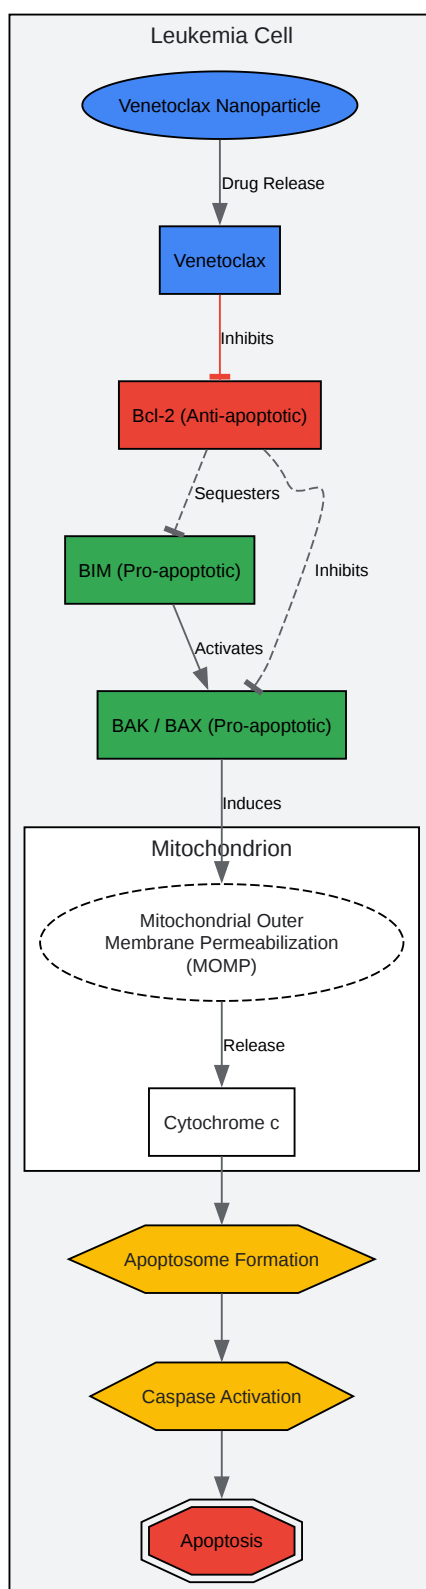 Leukemia Cell
Venetoclax Nanoparticle
Drug Release
Venetoclax
Inhibits
Bcl-2 (Anti-apoptotic)
Sequesters
BIM (Pro-apoptotic)
Inhibits
Activates
BAK / BAX (Pro-apoptotic)
Induces
Mitochondrion
Mitochondrial Outer
Membrane Permeabilization
(MOMP)
Release
Cytochrome c
Apoptosome Formation
Caspase Activation
Apoptosis